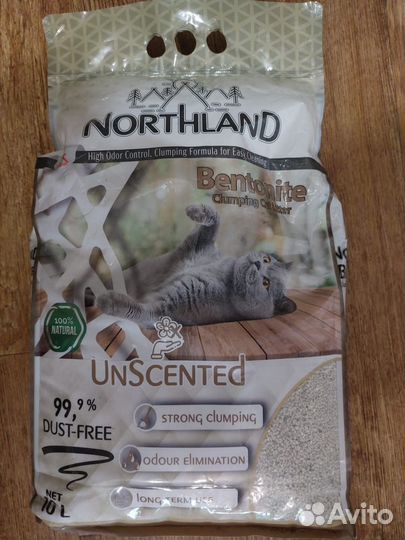 NORTHLAND
High Odor Control, Clumping Formula for Easy Cleaning
Bentonite
Clumping Cat Litter
NORTHL
100%
NATURAL
UNSCENTED
99,9%
DUST-FREE
STRONG CLUMPING
ODOUR ELIMINATION
LONG TERM USE
NET
10 L
Avito